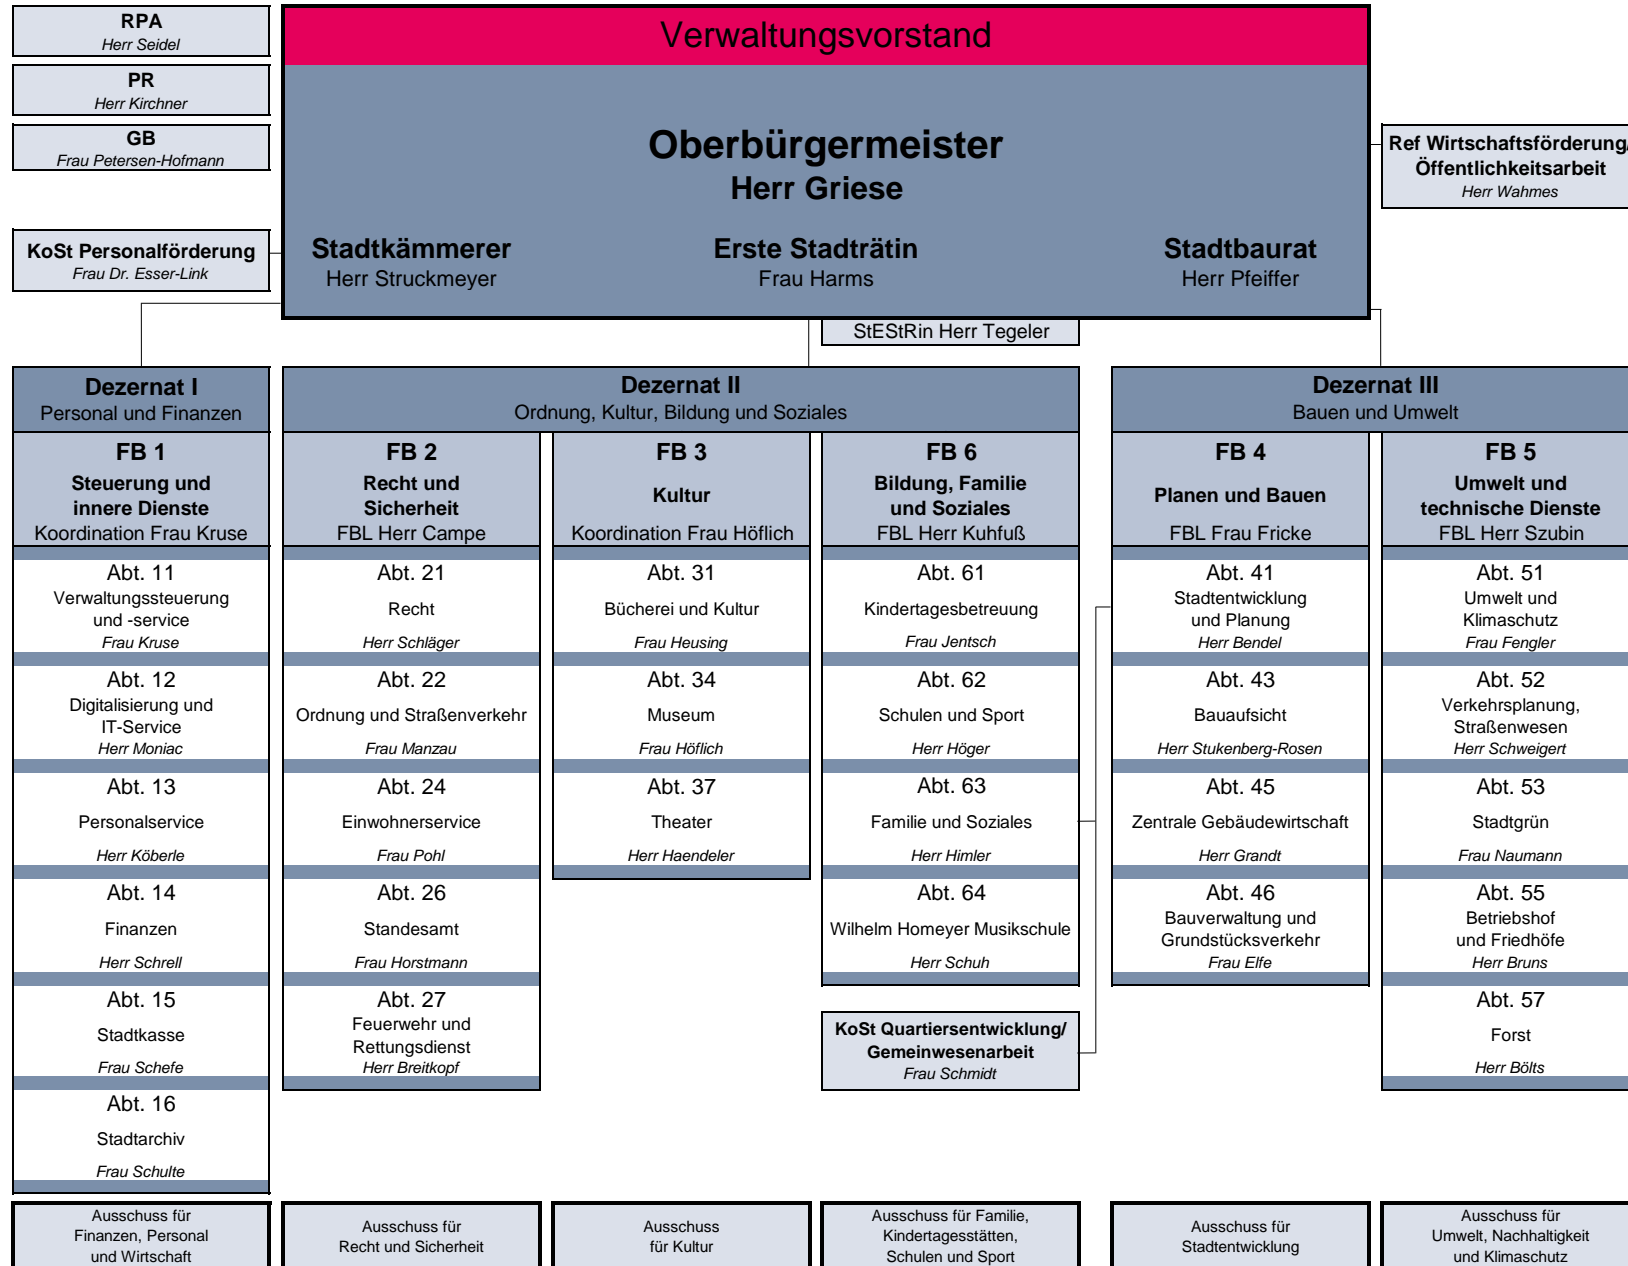 RPA
Herr Seidel
PR
Herr Kirchner
GB
Frau Petersen-Hofmann
KoSt Personalförderung
Frau Dr. Esser-Link
Verwaltungsvorstand
Oberbürgermeister
Herr Griese
Stadtkämmerer
Herr Struckmeyer
Erste Stadträtin
Frau Harms
Stadtbaurat
Herr Pfeiffer
StEStRin Herr Tegeler
Ref Wirtschaftsförderung/
Öffentlichkeitsarbeit
Herr Wahmes
Dezernat I
Personal und Finanzen
FB 1
Steuerung und
innere Dienste
Koordination Frau Kruse
Abt. 11
Verwaltungssteuerung
und -service
Frau Kruse
Abt. 12
Digitalisierung und
IT-Service
Herr Moniac
Abt. 13
Personalservice
Herr Köberle
Abt. 14
Finanzen
Herr Schrell
Abt. 15
Stadtkasse
Frau Schefe
Abt. 16
Stadtarchiv
Frau Schulte
Ausschuss für
Finanzen, Personal
und Wirtschaft
Dezernat II
Ordnung, Kultur, Bildung und Soziales
FB 2
Recht und
Sicherheit
FBL Herr Campe
Abt. 21
Recht
Herr Schläger
Abt. 22
Ordnung und Straßenverkehr
Frau Manzau
Abt. 24
Einwohnerservice
Frau Pohl
Abt. 26
Standesamt
Frau Horstmann
Abt. 27
Feuerwehr und
Rettungsdienst
Herr Breitkopf
Ausschuss für
Recht und Sicherheit
FB 3
Kultur
Koordination Frau Höflich
Abt. 31
Bücherei und Kultur
Frau Heusing
Abt. 34
Museum
Frau Höflich
Abt. 37
Theater
Herr Haendeler
Ausschuss
für Kultur
FB 6
Bildung, Familie
und Soziales
FBL Herr Kuhfuß
Abt. 61
Kindertagesbetreuung
Frau Jentsch
Abt. 62
Schulen und Sport
Herr Höger
Abt. 63
Familie und Soziales
Herr Himler
Abt. 64
Wilhelm Homeyer Musikschule
Herr Schuh
KoSt Quartiersentwicklung/
Gemeinwesenarbeit
Frau Schmidt
Ausschuss für Familie,
Kindertagesstätten,
Schulen und Sport
Dezernat III
Bauen und Umwelt
FB 4
Planen und Bauen
FBL Frau Fricke
Abt. 41
Stadtentwicklung
und Planung
Herr Bendel
Abt. 43
Bauaufsicht
Herr Stukenberg-Rosen
Abt. 45
Zentrale Gebäudewirtschaft
Herr Grandt
Abt. 46
Bauverwaltung und
Grundstücksverkehr
Frau Elfe
Ausschuss für
Stadtentwicklung
FB 5
Umwelt und
technische Dienste
FBL Herr Szubin
Abt. 51
Umwelt und
Klimaschutz
Frau Fengler
Abt. 52
Verkehrsplanung,
Straßenwesen
Herr Schweigert
Abt. 53
Stadtgrün
Frau Naumann
Abt. 55
Betriebshof
und Friedhöfe
Herr Bruns
Abt. 57
Forst
Herr Bölts
Ausschuss für
Umwelt, Nachhaltigkeit
und Klimaschutz